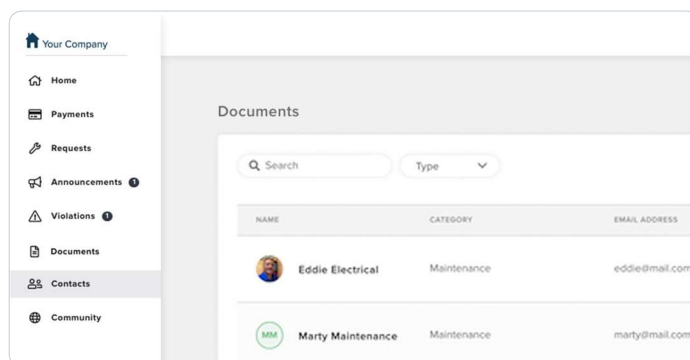 Your Company
Home
Payments
Requests
Announcements 1
Violations 1
Documents
Contacts
Community
Documents
Search
Type
NAME CATEGORY EMAIL ADDRESS
Eddie Electrical Maintenance eddie@mail.com
MM Marty Maintenance Maintenance marty@mail.com